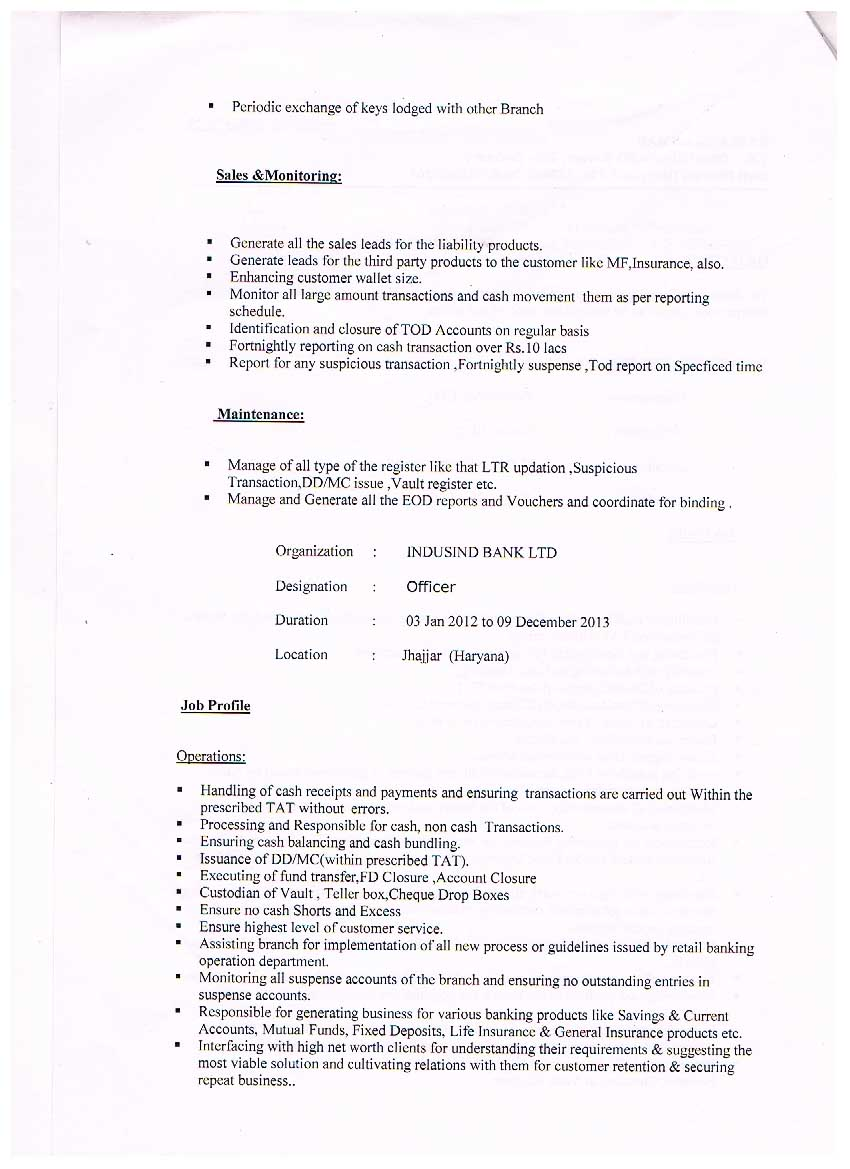 ▪ Periodic exchange of keys lodged with other Branch
Sales &Monitoring:
▪ Generate all the sales leads for the liability products.
▪ Generate leads for the third party products to the customer like MF,Insurance, also.
▪ Enhancing customer wallet size.
▪ Monitor all large amount transactions and cash movement them as per reporting
schedule.
▪ Identification and closure of TOD Accounts on regular basis
▪ Fortnightly reporting on cash transaction over Rs.10 lacs
▪ Report for any suspicious transaction ,Fortnightly suspense ,Tod report on Specficed time
Maintenance:
▪ Manage of all type of the register like that LTR updation ,Suspicious
Transaction,DD/MC issue ,Vault register etc.
▪ Manage and Generate all the EOD reports and Vouchers and coordinate for binding .
Organization : INDUSIND BANK LTD
Designation : Officer
Duration : 03 Jan 2012 to 09 December 2013
Location : Jhajjar (Haryana)
Job Profile
Operations:
▪ Handling of cash receipts and payments and ensuring transactions are carried out Within the
prescribed TAT without errors.
▪ Processing and Responsible for cash, non cash Transactions.
▪ Ensuring cash balancing and cash bundling.
▪ Issuance of DD/MC(within prescribed TAT).
▪ Executing of fund transfer,FD Closure ,Account Closure
▪ Custodian of Vault , Teller box,Cheque Drop Boxes
▪ Ensure no cash Shorts and Excess
▪ Ensure highest level of customer service.
▪ Assisting branch for implementation of all new process or guidelines issued by retail banking
operation department.
▪ Monitoring all suspense accounts of the branch and ensuring no outstanding entries in
suspense accounts.
▪ Responsible for generating business for various banking products like Savings & Current
Accounts, Mutual Funds, Fixed Deposits, Life Insurance & General Insurance products etc.
▪ Interfacing with high net worth clients for understanding their requirements & suggesting the
most viable solution and cultivating relations with them for customer retention & securing
repeat business..